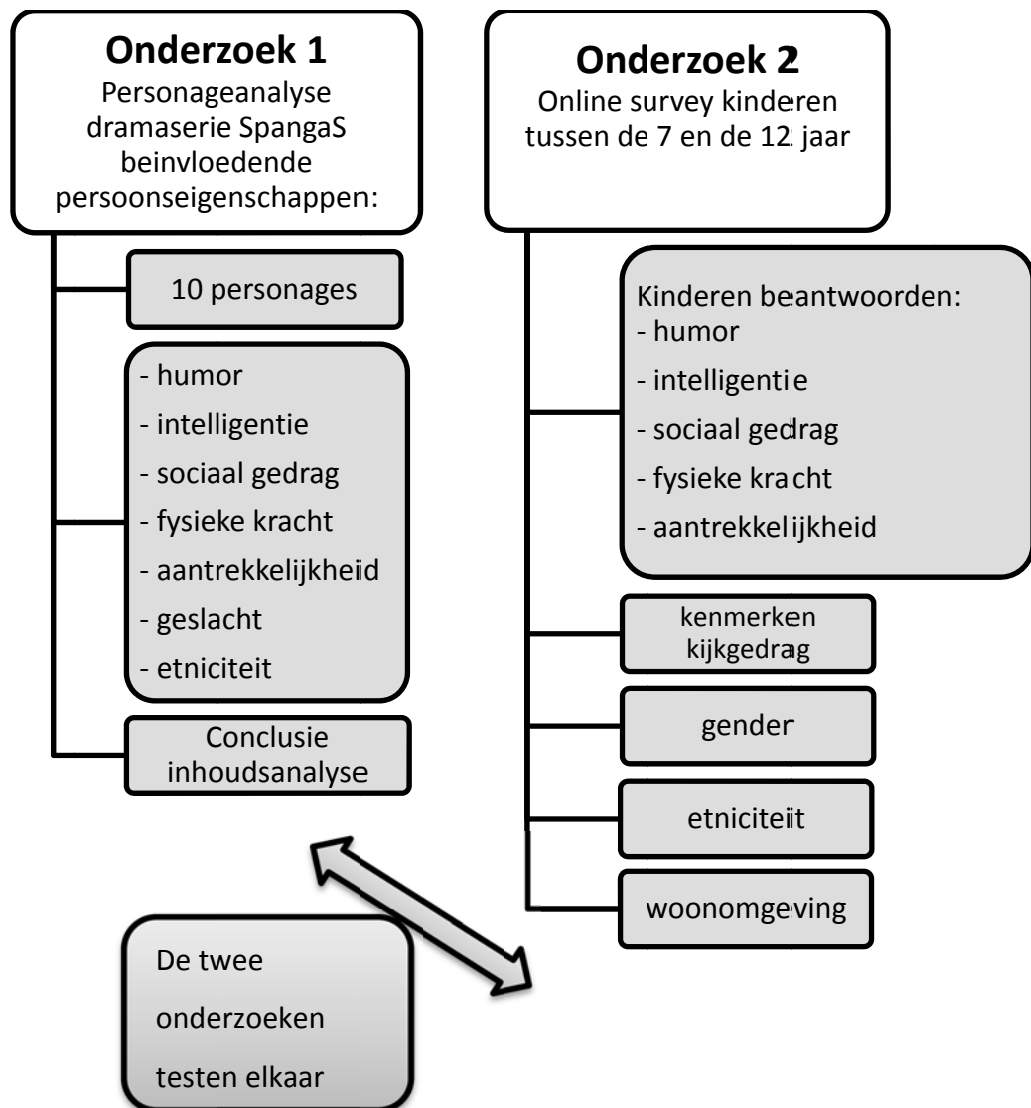 Onderzoek 1
Personageanalyse
dramaserie SpangaS
beinvloedende
persoonseigenschappen:
10 personages
- humor
- intelligentie
- sociaal gedrag
- fysieke kracht
- aantrekkelijkheid
- geslacht
- etniciteit
Conclusie
inhoudsanalyse
Onderzoek 2
Online survey kinderen
tussen de 7 en de 12 jaar
Kinderen beantwoorden:
- humor
- intelligentie
- sociaal gedrag
- fysieke kracht
- aantrekkelijkheid
kenmerken
kijkgedrag
gender
etniciteit
woonomgeving
De twee
onderzoeken
testen elkaar